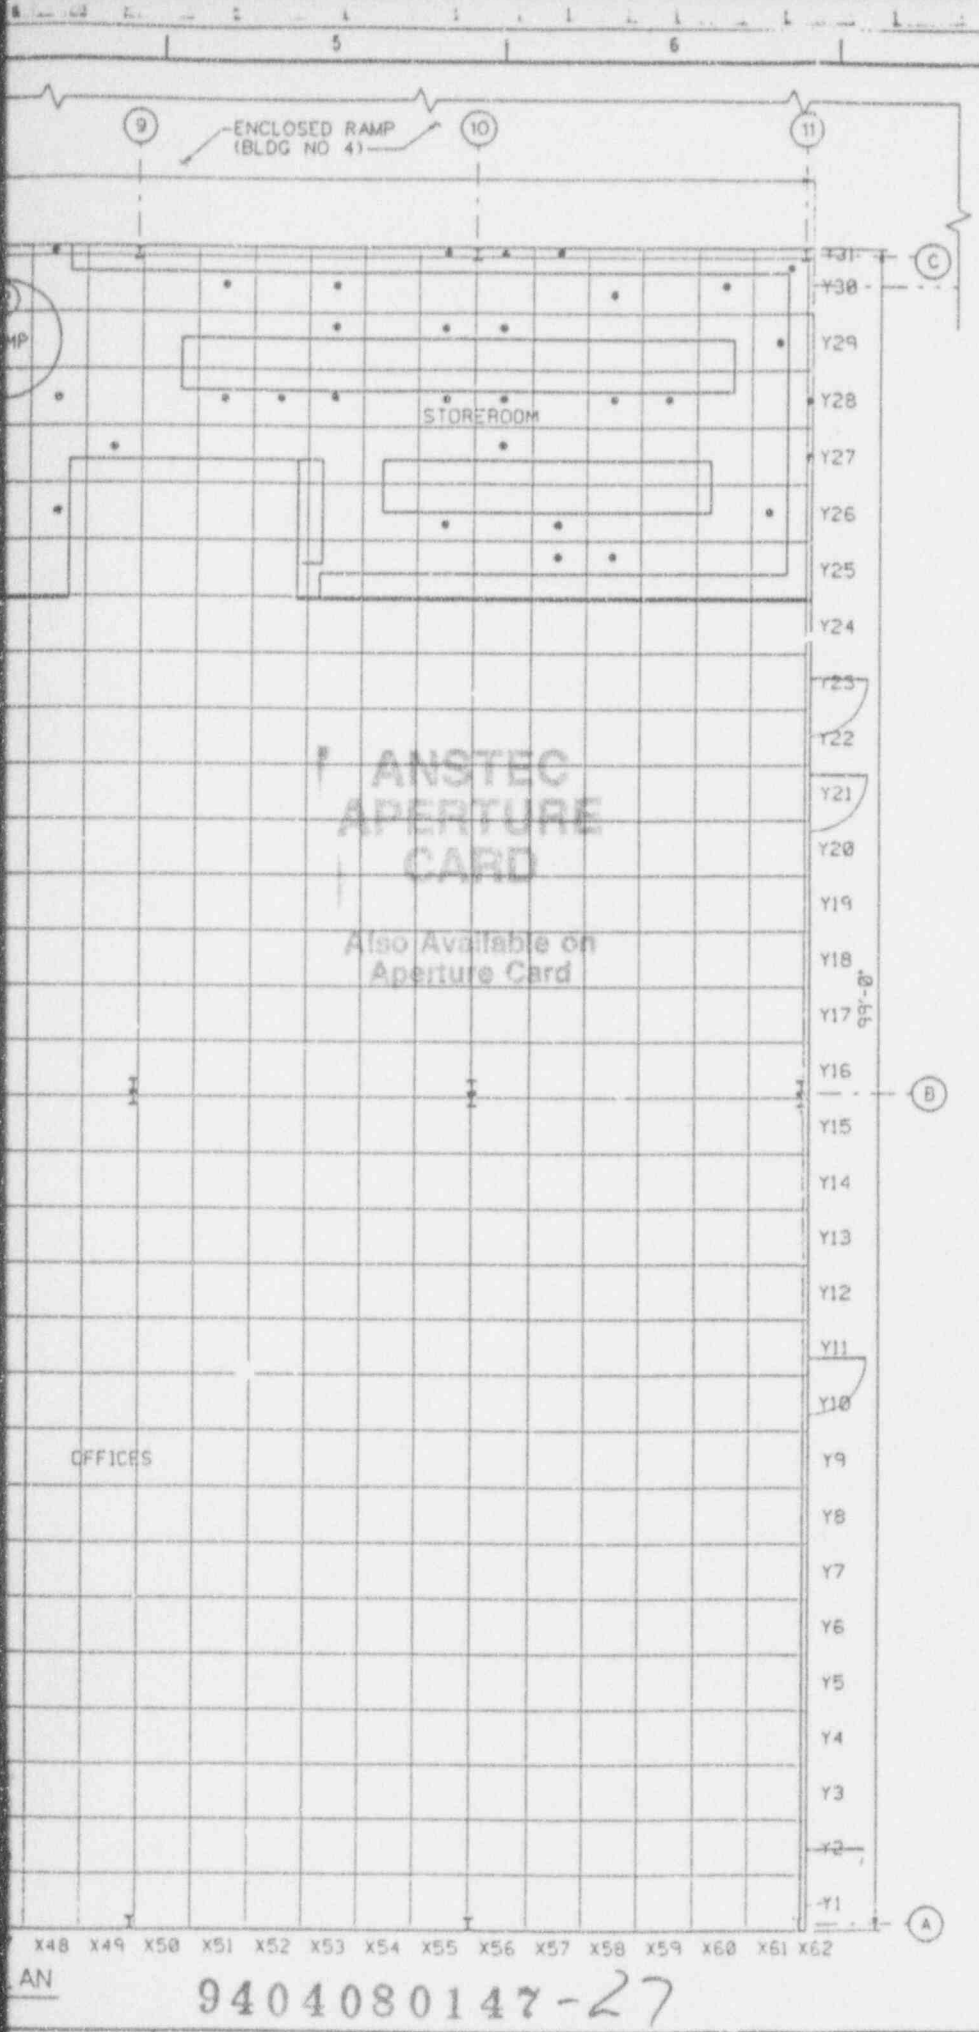 5 6
9 ENCLOSED RAMP 10 11
(BLDG NO 4)
Y31 C
Y30
MP Y29
Y28
STOREROOM
Y27
Y26
Y25
Y24
Y23
Y22
ANSTEC
Y21
APERTURE
Y20
CARD
Y19
Also Available on
Y18
Aperture Card
99'-0"
Y17
Y16
B
Y15
Y14
Y13
Y12
Y11
Y10
OFFICES Y9
Y8
Y7
Y6
Y5
Y4
Y3
Y2
Y1
A
X48 X49 X50 X51 X52 X53 X54 X55 X56 X57 X58 X59 X60 X61 X62
AN
9404080147-27